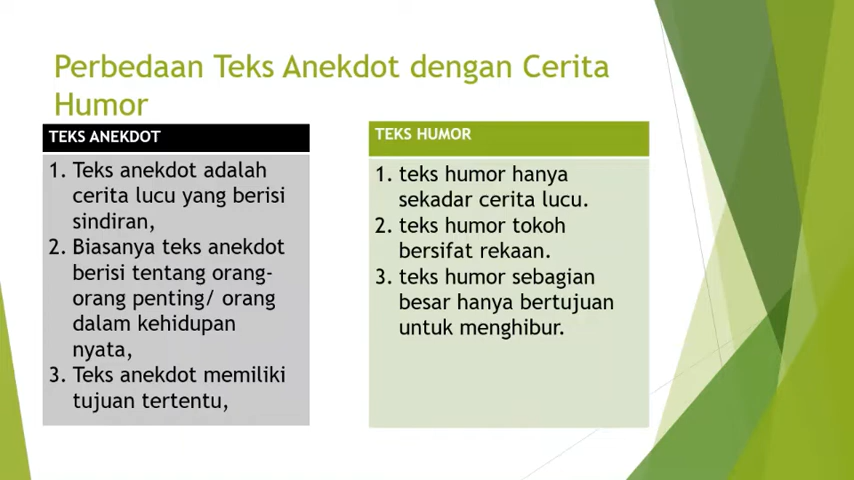 Perbedaan Teks Anekdot dengan Cerita
Humor
TEKS ANEKDOT
1. Teks anekdot adalah
cerita lucu yang berisi
sindiran,
2. Biasanya teks anekdot
berisi tentang orang-
orang penting/ orang
dalam kehidupan
nyata,
3. Teks anekdot memiliki
tujuan tertentu,
TEKS HUMOR
1. teks humor hanya
sekadar cerita lucu.
2. teks humor tokoh
bersifat rekaan.
3. teks humor sebagian
besar hanya bertujuan
untuk menghibur.